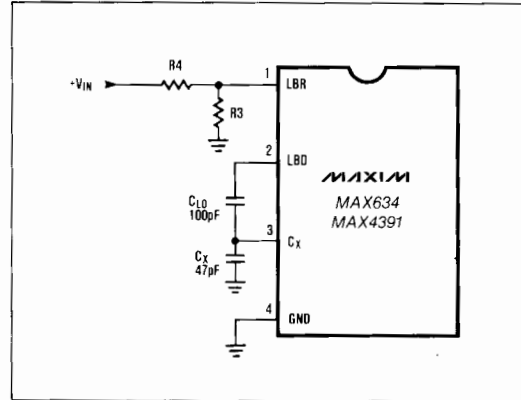 R4
1
LBR
+VIN
R3
2
LBD
MAXIM
MAX634
MAX4391
CLO
100pF
3
CX
CX
47pF
4
GND